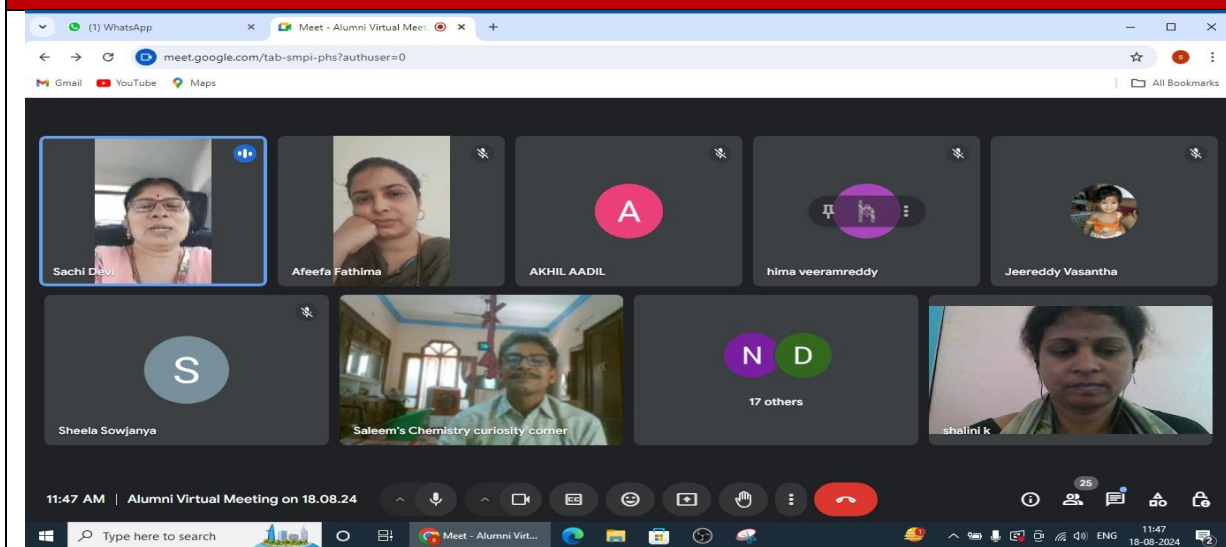 (1) WhatsApp
Meet - Alumni Virtual Meet
meet.google.com/tab-smpi-phs?authuser=0
s
Gmail YouTube Maps
All Bookmarks
Sachi Devi
Afeefa Fathima
A
AKHIL AADIL
h
hima veeramreddy
Jeereddy Vasantha
S
Sheela Sowjanya
Saleem's Chemistry curiosity corner
N D
17 others
shalini k
11:47 AM | Alumni Virtual Meeting on 18.08.24
CC
25
Type here to search
Meet - Alumni Virt...
ENG
11:47
18-08-2024
2